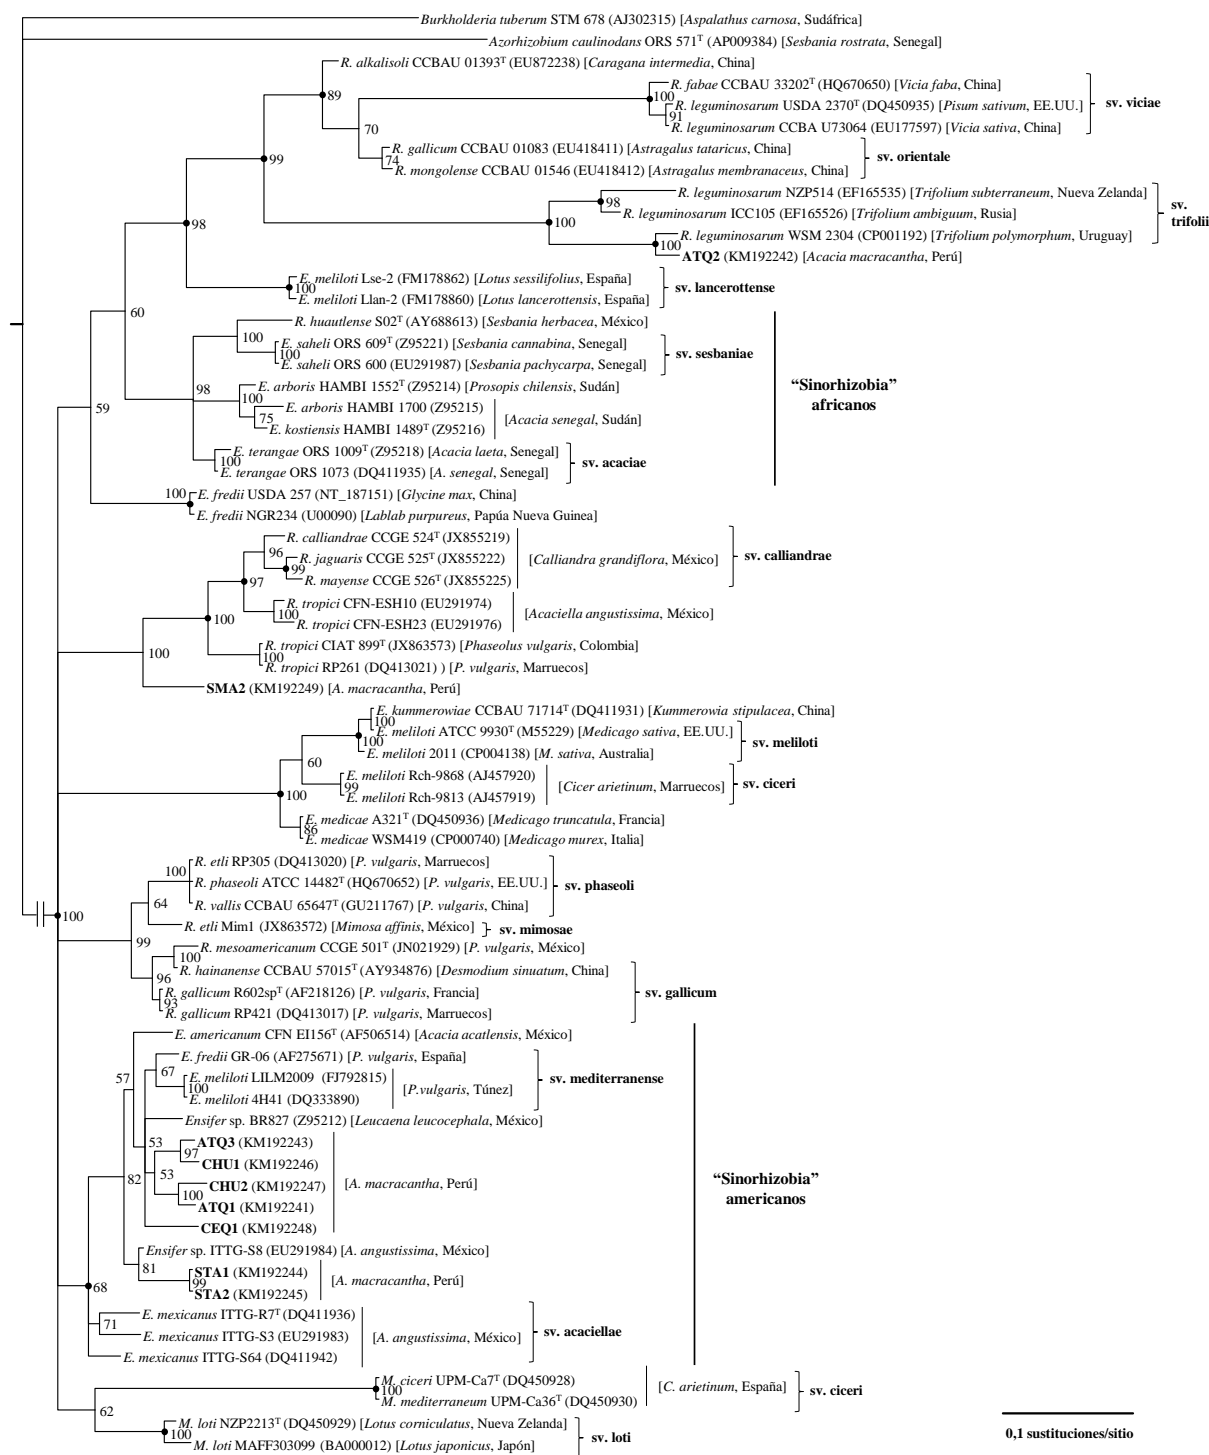 Burkholderia tuberum STM 678 (AJ302315) [Aspalathus carnosa, Sudáfrica]
Azorhizobium caulinodans ORS 571T (AP009384) [Sesbania rostrata, Senegal]
R. alkalisoli CCBAU 01393T (EU872238) [Caragana intermedia, China]
R. fabae CCBAU 33202T (HQ670650) [Vicia faba, China]
89
100
R. leguminosarum USDA 2370T (DQ450935) [Pisum sativum, EE.UU.]
sv. viciae
91
R. leguminosarum CCBA U73064 (EU177597) [Vicia sativa, China]
70
R. gallicum CCBAU 01083 (EU418411) [Astragalus tataricus, China]
99
74
sv. orientale
R. mongolense CCBAU 01546 (EU418412) [Astragalus membranaceus, China]
R. leguminosarum NZP514 (EF165535) [Trifolium subterraneum, Nueva Zelanda]
98
R. leguminosarum ICC105 (EF165526) [Trifolium ambiguum, Rusia]
sv.
trifolii
98
100
R. leguminosarum WSM 2304 (CP001192) [Trifolium polymorphum, Uruguay]
100
ATQ2 (KM192242) [Acacia macracantha, Perú]
E. meliloti Lse-2 (FM178862) [Lotus sessilifolius, España]
100
sv. lancerottense
E. meliloti Llan-2 (FM178860) [Lotus lancerottensis, España]
60
R. huautlense S02T (AY688613) [Sesbania herbacea, México]
100
E. saheli ORS 609T (Z95221) [Sesbania cannabina, Senegal]
100
sv. sesbaniae
E. saheli ORS 600 (EU291987) [Sesbania pachycarpa, Senegal]
98
E. arboris HAMBI 1552T (Z95214) [Prosopis chilensis, Sudán]
“Sinorhizobia”
africanos
100
E. arboris HAMBI 1700 (Z95215)
59
75
[Acacia senegal, Sudán]
E. kostiensis HAMBI 1489T (Z95216)
E. terangae ORS 1009T (Z95218) [Acacia laeta, Senegal]
100
sv. acaciae
E. terangae ORS 1073 (DQ411935) [A. senegal, Senegal]
100
E. fredii USDA 257 (NT_187151) [Glycine max, China]
E. fredii NGR234 (U00090) [Lablab purpureus, Papúa Nueva Guinea]
R. calliandrae CCGE 524T (JX855219)
96
R. jaguaris CCGE 525T (JX855222)
[Calliandra grandiflora, México]
sv. calliandrae
99
R. mayense CCGE 526T (JX855225)
97
R. tropici CFN-ESH10 (EU291974)
100
[Acaciella angustissima, México]
R. tropici CFN-ESH23 (EU291976)
100
R. tropici CIAT 899T (JX863573) [Phaseolus vulgaris, Colombia]
100
100
R. tropici RP261 (DQ413021) ) [P. vulgaris, Marruecos]
SMA2 (KM192249) [A. macracantha, Perú]
E. kummerowiae CCBAU 71714T (DQ411931) [Kummerowia stipulacea, China]
100
E. meliloti ATCC 9930T (M55229) [Medicago sativa, EE.UU.]
100
sv. meliloti
E. meliloti 2011 (CP004138) [M. sativa, Australia]
60
E. meliloti Rch-9868 (AJ457920)
99
[Cicer arietinum, Marruecos]
sv. ciceri
100
E. meliloti Rch-9813 (AJ457919)
E. medicae A321T (DQ450936) [Medicago truncatula, Francia]
86
E. medicae WSM419 (CP000740) [Medicago murex, Italia]
R. etli RP305 (DQ413020) [P. vulgaris, Marruecos]
100
R. phaseoli ATCC 14482T (HQ670652) [P. vulgaris, EE.UU.]
sv. phaseoli
64
R. vallis CCBAU 65647T (GU211767) [P. vulgaris, China]
100
R. etli Mim1 (JX863572) [Mimosa affinis, México]
sv. mimosae
99
R. mesoamericanum CCGE 501T (JN021929) [P. vulgaris, México]
100
R. hainanense CCBAU 57015T (AY934876) [Desmodium sinuatum, China]
96
R. gallicum R602spT (AF218126) [P. vulgaris, Francia]
sv. gallicum
93
R. gallicum RP421 (DQ413017) [P. vulgaris, Marruecos]
E. americanum CFN EI156T (AF506514) [Acacia acatlensis, México]
E. fredii GR-06 (AF275671) [P. vulgaris, España]
57
67
E. meliloti LILM2009 (FJ792815)
sv. mediterranense
100
[P.vulgaris, Túnez]
E. meliloti 4H41 (DQ333890)
Ensifer sp. BR827 (Z95212) [Leucaena leucocephala, México]
53
ATQ3 (KM192243)
97
CHU1 (KM192246)
53
82
CHU2 (KM192247)
[A. macracantha, Perú]
“Sinorhizobia”
americanos
100
ATQ1 (KM192241)
CEQ1 (KM192248)
Ensifer sp. ITTG-S8 (EU291984) [A. angustissima, México]
81
STA1 (KM192244)
99
[A. macracantha, Perú]
68
STA2 (KM192245)
E. mexicanus ITTG-R7T (DQ411936)
71
E. mexicanus ITTG-S3 (EU291983)
[A. angustissima, México]
sv. acaciellae
E. mexicanus ITTG-S64 (DQ411942)
M. ciceri UPM-Ca7T (DQ450928)
100
[C. arietinum, España]
sv. ciceri
M. mediterraneum UPM-Ca36T (DQ450930)
62
M. loti NZP2213T (DQ450929) [Lotus corniculatus, Nueva Zelanda]
100
sv. loti
M. loti MAFF303099 (BA000012) [Lotus japonicus, Japón]
0,1 sustituciones/sitio